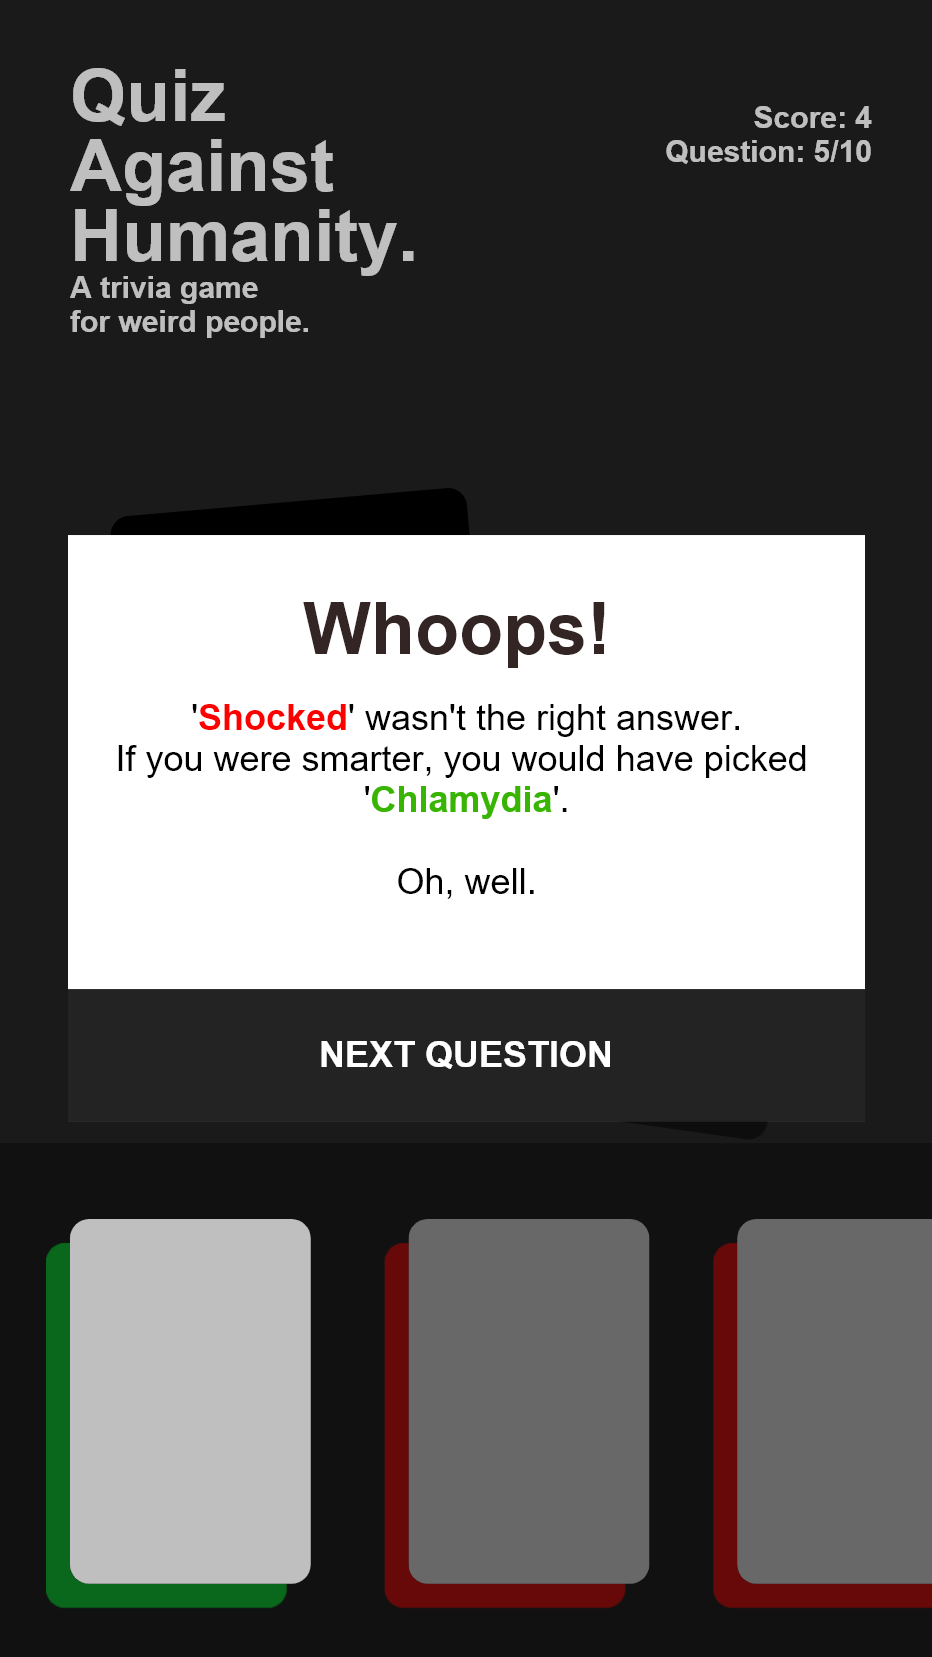 Quiz
Against
Humanity.
A trivia game
for weird people.
Score: 4
Question: 5/10
Whoops!
'Shocked' wasn't the right answer.
If you were smarter, you would have picked
'Chlamydia'.
Oh, well.
NEXT QUESTION